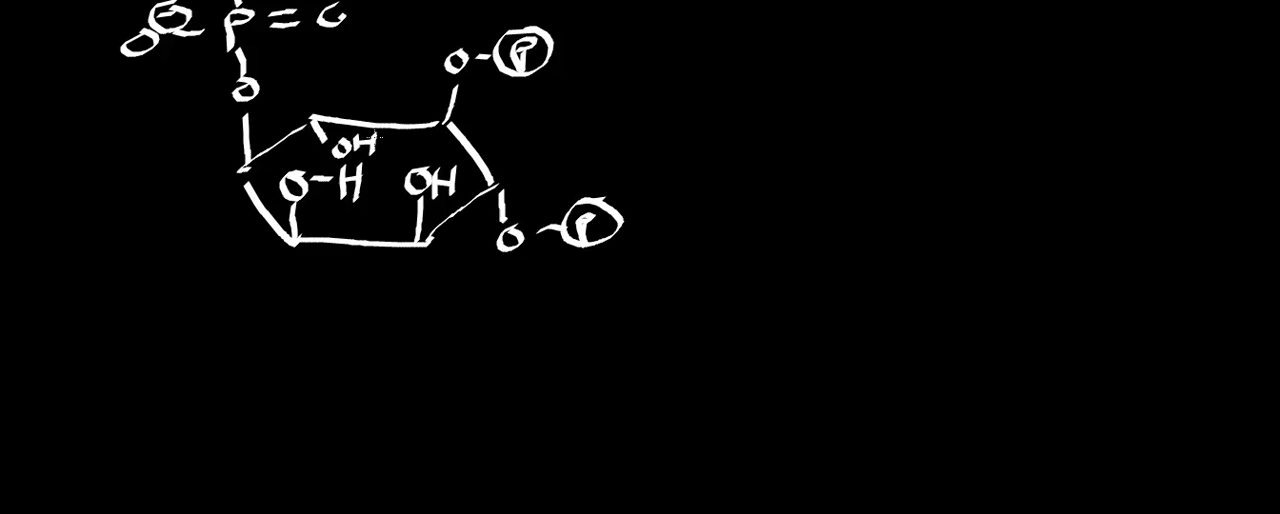 ⊖O P = O
O O - P
OH
O - H OH
O - P